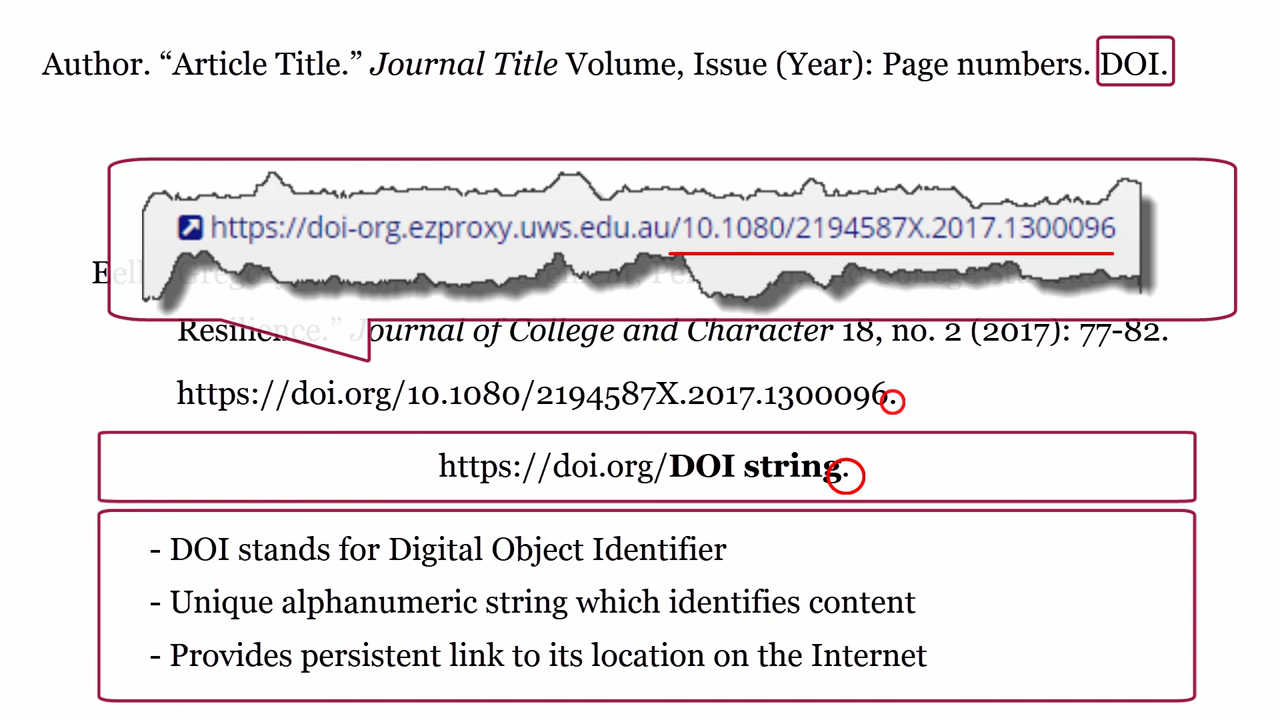 Author. “Article Title.” Journal Title Volume, Issue (Year): Page numbers. DOI.
https://doi-org.ezproxy.uws.edu.au/10.1080/2194587X.2017.1300096
Resilience.” Journal of College and Character 18, no. 2 (2017): 77-82.
https://doi.org/10.1080/2194587X.2017.1300096.
https://doi.org/DOI string.
- DOI stands for Digital Object Identifier
- Unique alphanumeric string which identifies content
- Provides persistent link to its location on the Internet